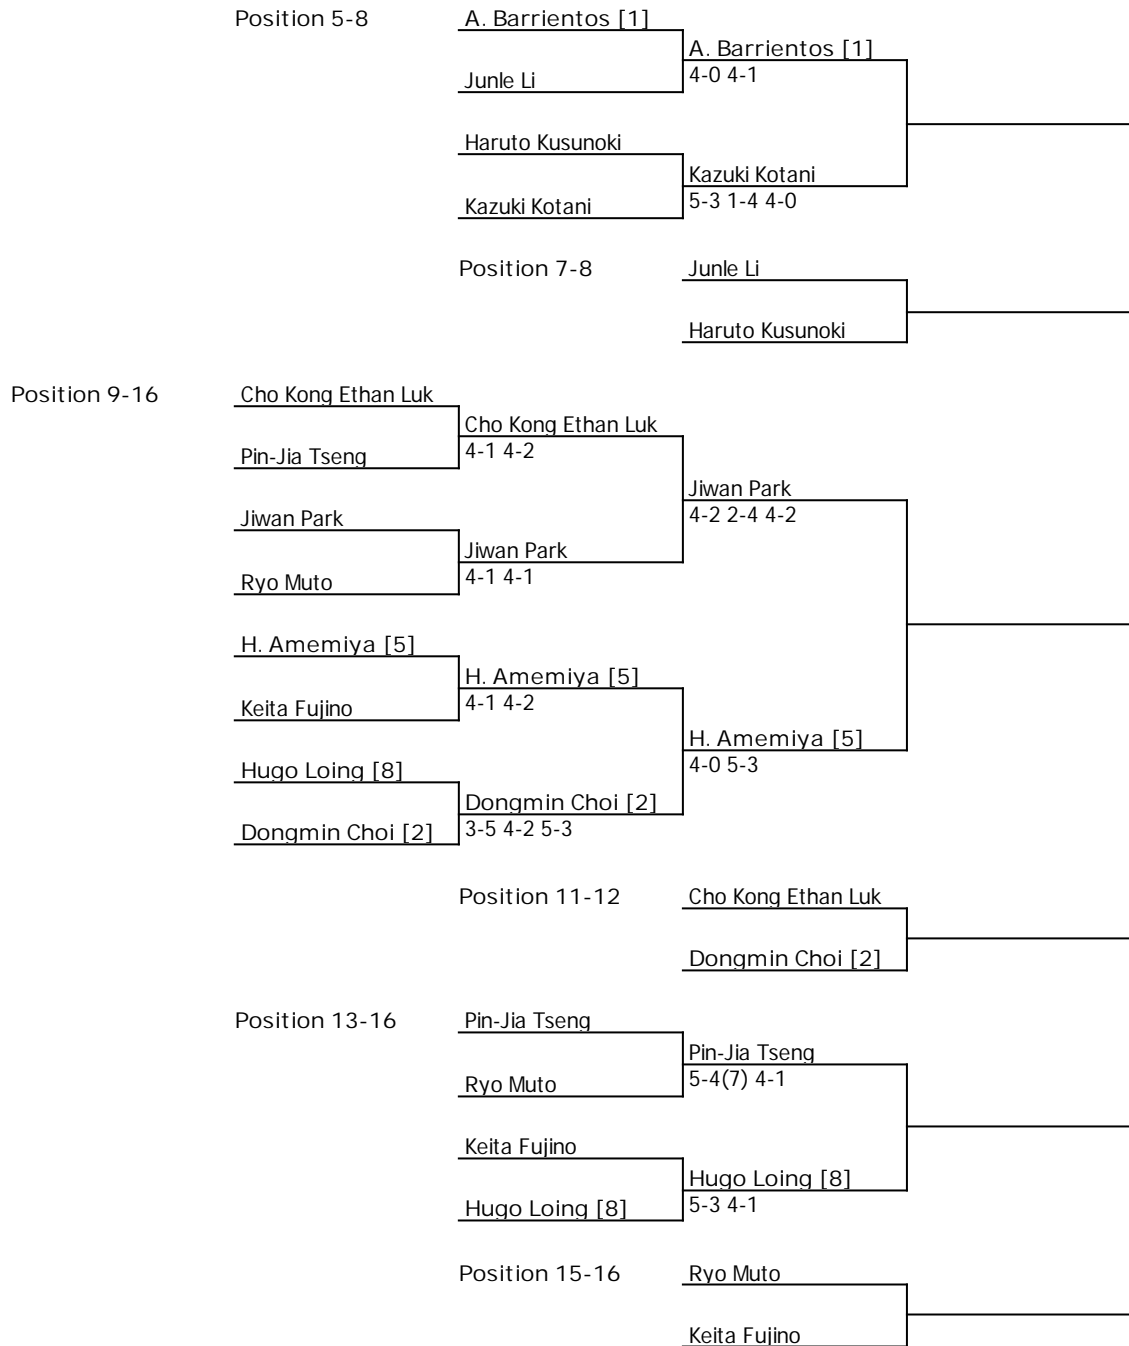 Position 5-8
A. Barrientos [1]
A. Barrientos [1]
4-0 4-1
Junle Li
Haruto Kusunoki
Kazuki Kotani
5-3 1-4 4-0
Kazuki Kotani
Position 7-8
Junle Li
Haruto Kusunoki
Position 9-16
Cho Kong Ethan Luk
Cho Kong Ethan Luk
4-1 4-2
Pin-Jia Tseng
Jiwan Park
4-2 2-4 4-2
Jiwan Park
Jiwan Park
4-1 4-1
Ryo Muto
H. Amemiya [5]
H. Amemiya [5]
4-1 4-2
Keita Fujino
H. Amemiya [5]
4-0 5-3
Hugo Loing [8]
Dongmin Choi [2]
3-5 4-2 5-3
Dongmin Choi [2]
Position 11-12
Cho Kong Ethan Luk
Dongmin Choi [2]
Position 13-16
Pin-Jia Tseng
Pin-Jia Tseng
5-4(7) 4-1
Ryo Muto
Keita Fujino
Hugo Loing [8]
5-3 4-1
Hugo Loing [8]
Position 15-16
Ryo Muto
Keita Fujino